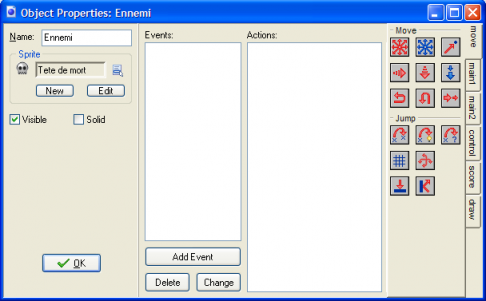 Object Properties: Ennemi
Name: Ennemi
Sprite
Tete de mort
New Edit
Visible Solid
OK
Events:
Add Event
Delete Change
Actions:
Move
Jump
move
main1
main2
control
score
draw